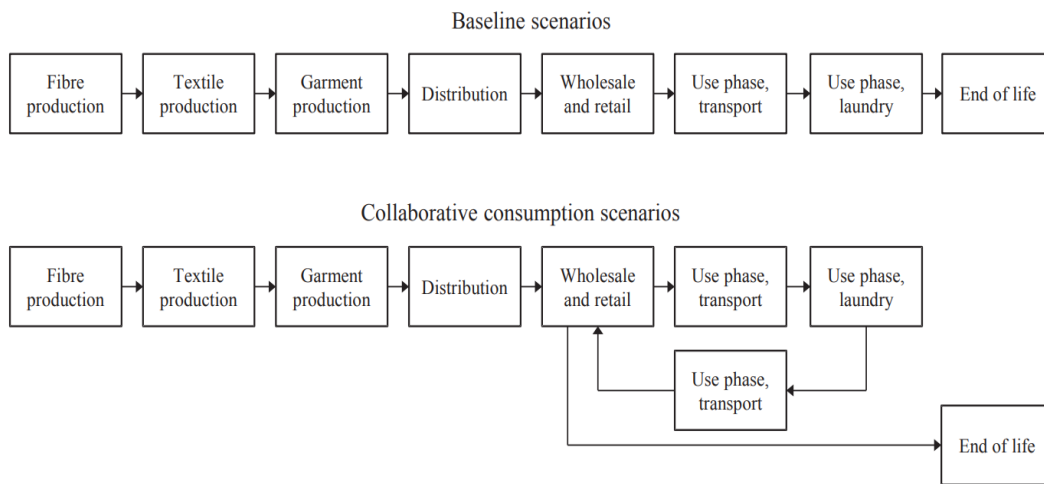 Baseline scenarios
Fibre
production
Textile
production
Garment
production
Distribution
Wholesale
and retail
Use phase,
transport
Use phase,
laundry
End of life
Collaborative consumption scenarios
Fibre
production
Textile
production
Garment
production
Distribution
Wholesale
and retail
Use phase,
transport
Use phase,
laundry
Use phase,
transport
End of life